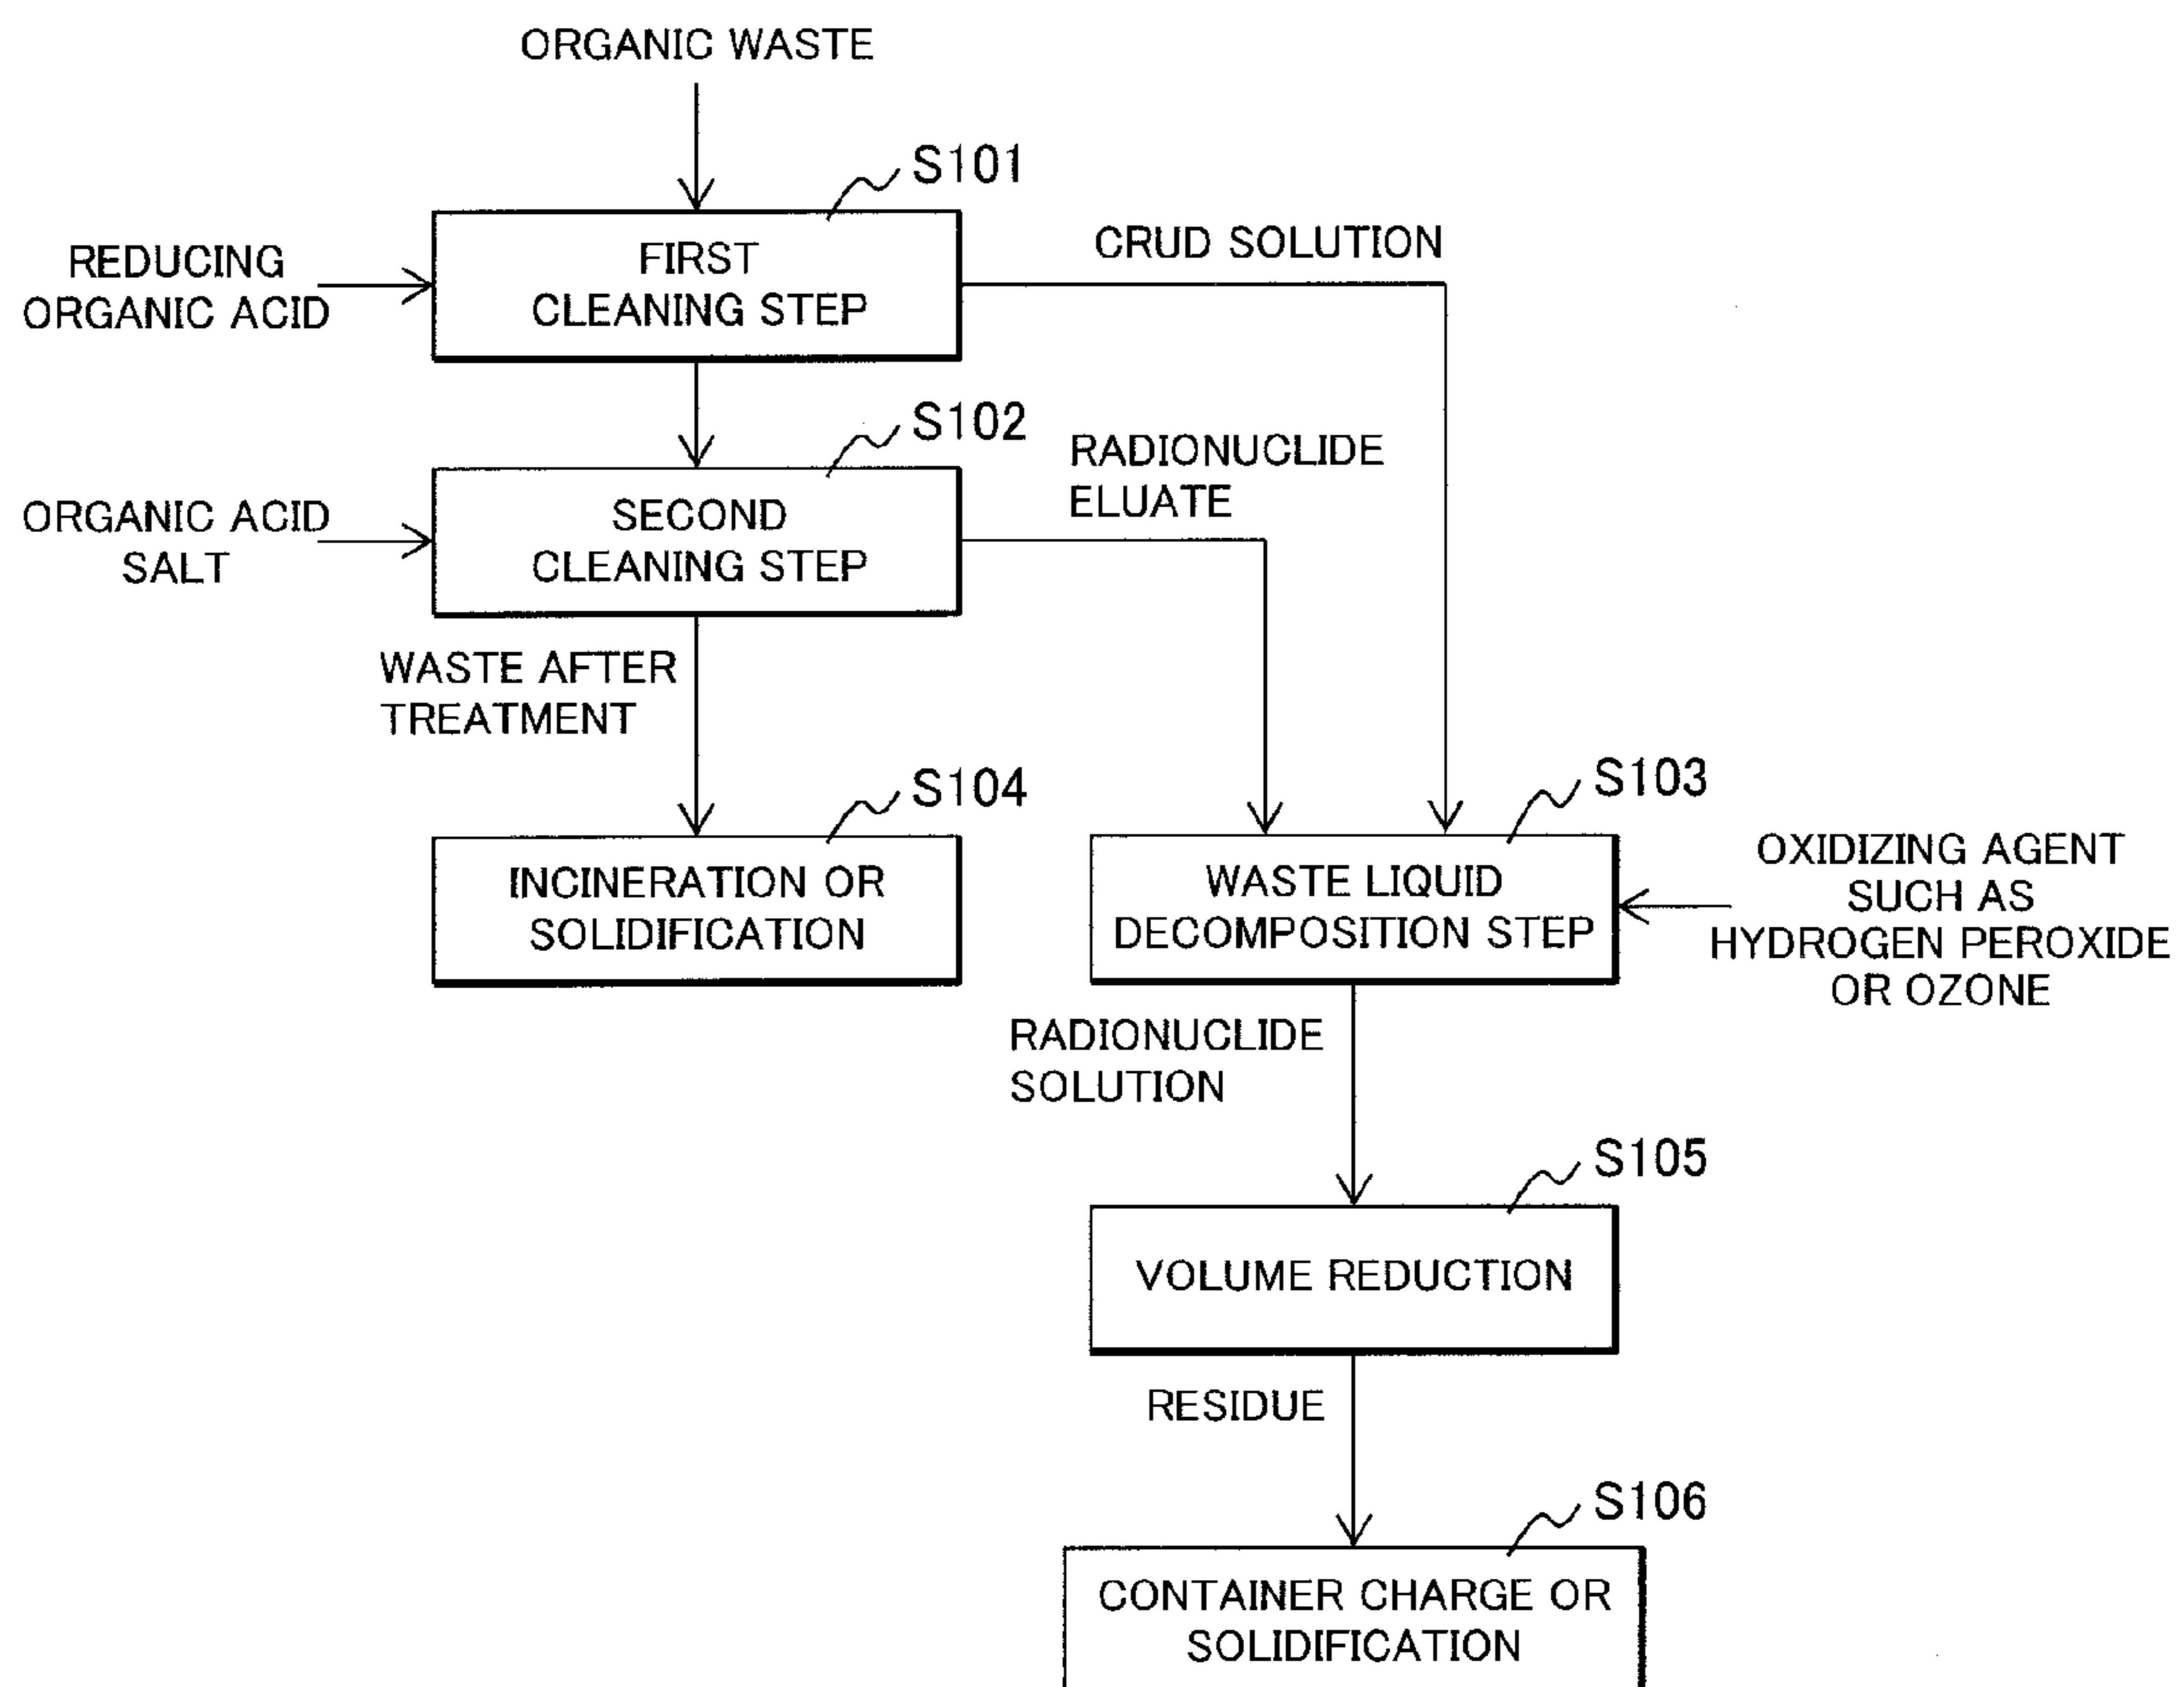 ORGANIC WASTE
S101
REDUCING
ORGANIC ACID
FIRST
CLEANING STEP
CRUD SOLUTION
S102
ORGANIC ACID
SALT
SECOND
CLEANING STEP
RADIONUCLIDE
ELUATE
WASTE AFTER
TREATMENT
S104
INCINERATION OR
SOLIDIFICATION
S103
WASTE LIQUID
DECOMPOSITION STEP
OXIDIZING AGENT
SUCH AS
HYDROGEN PEROXIDE
OR OZONE
RADIONUCLIDE
SOLUTION
S105
VOLUME REDUCTION
RESIDUE
S106
CONTAINER CHARGE OR
SOLIDIFICATION